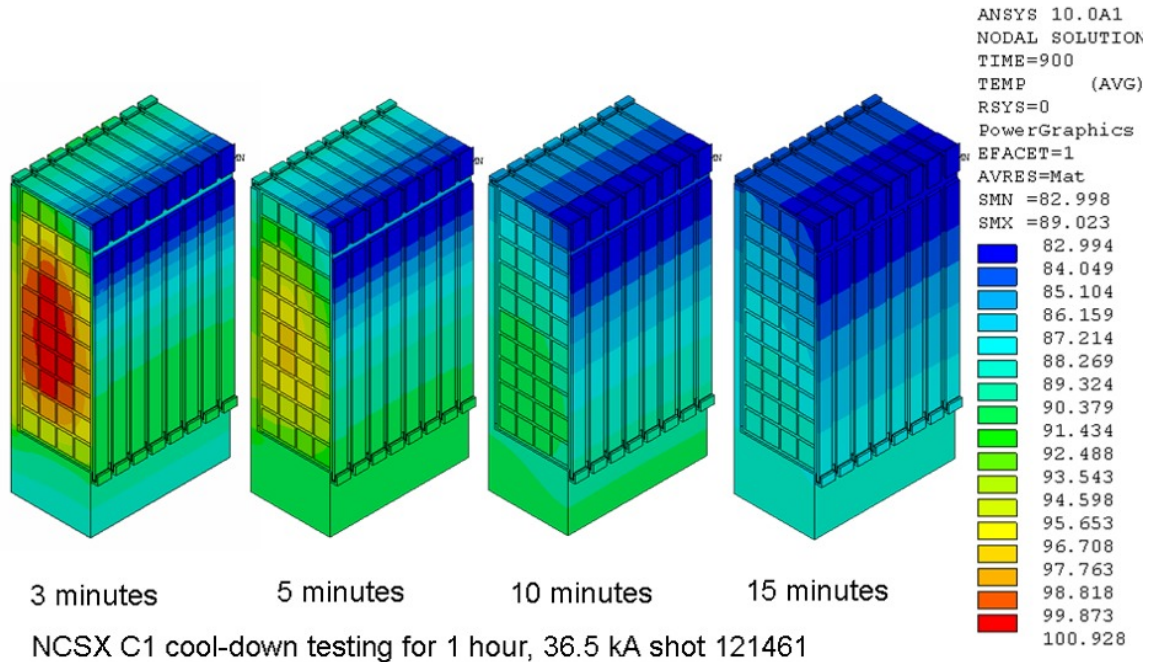 ANSYS 10.0A1
NODAL SOLUTION
TIME=900
TEMP (AVG)
RSYS=0
PowerGraphics
EFACET=1
AVRES=Mat
SMN =82.998
SMX =89.023
82.994
84.049
85.104
86.159
87.214
88.269
89.324
90.379
91.434
92.488
93.543
94.598
95.653
96.708
97.763
98.818
99.873
100.928
3 minutes
5 minutes
10 minutes
15 minutes
NCSX C1 cool-down testing for 1 hour, 36.5 kA shot 121461